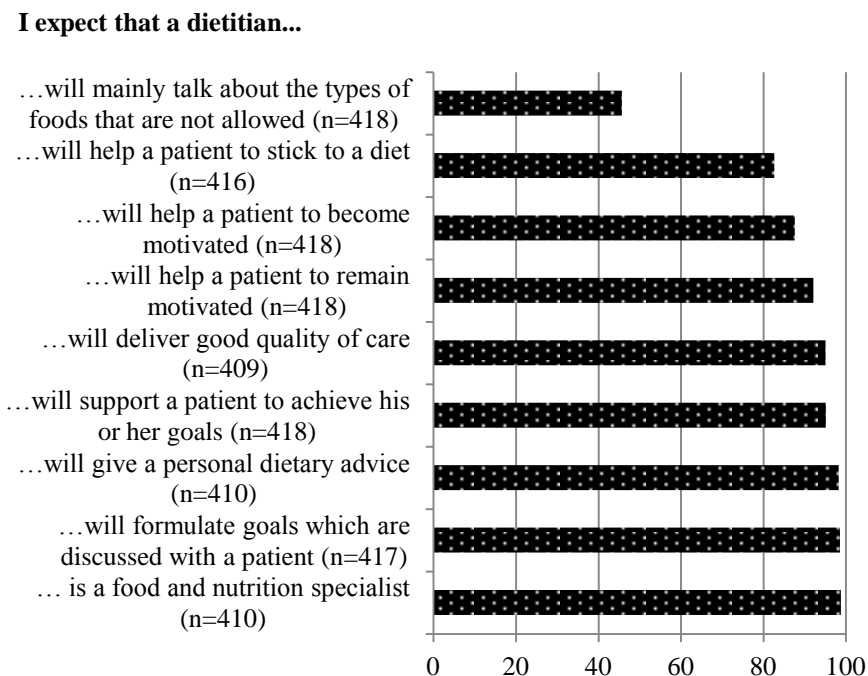 I expect that a dietitian...
…will mainly talk about the types of
foods that are not allowed (n=418)
…will help a patient to stick to a diet
(n=416)
…will help a patient to become
motivated (n=418)
…will help a patient to remain
motivated (n=418)
…will deliver good quality of care
(n=409)
…will support a patient to achieve his
or her goals (n=418)
…will give a personal dietary advice
(n=410)
…will formulate goals which are
discussed with a patient (n=417)
… is a food and nutrition specialist
(n=410)
0 20 40 60 80 100